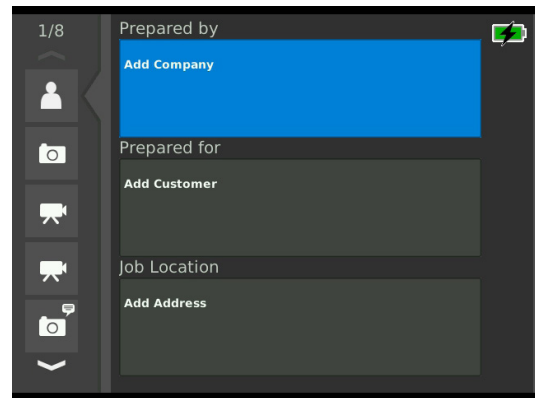 1/8
Prepared by
Add Company
Prepared for
Add Customer
Job Location
Add Address